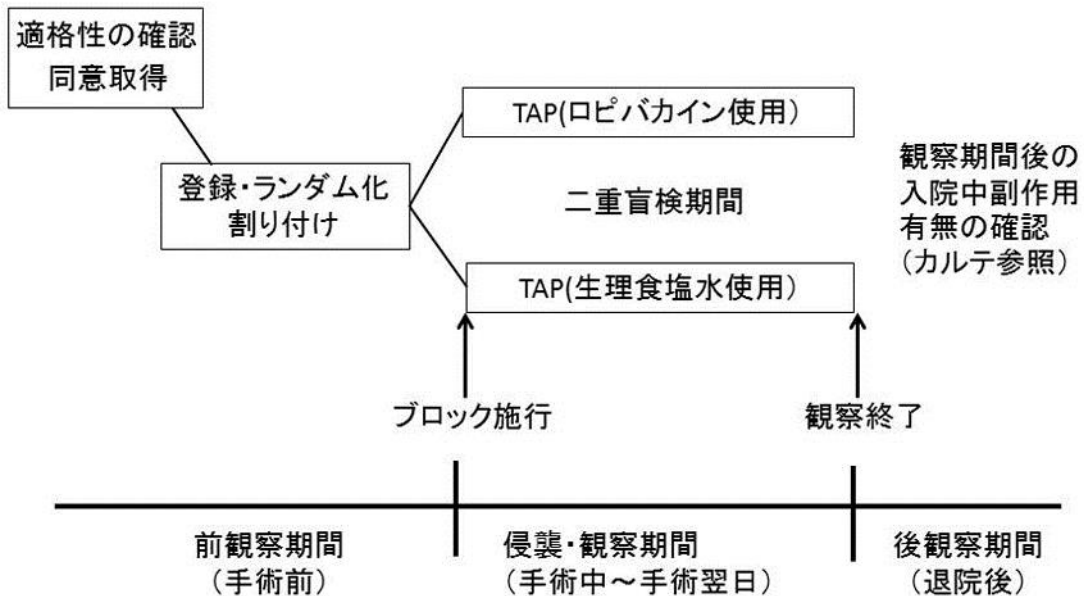 適格性の確認
同意取得
登録・ランダム化
割り付け
TAP(ロピバカイン使用）
二重盲検期間
TAP(生理食塩水使用）
観察期間後の
入院中副作用
有無の確認
（カルテ参照）
ブロック施行
観察終了
前観察期間
（手術前）
侵襲・観察期間
（手術中～手術翌日）
後観察期間
（退院後）